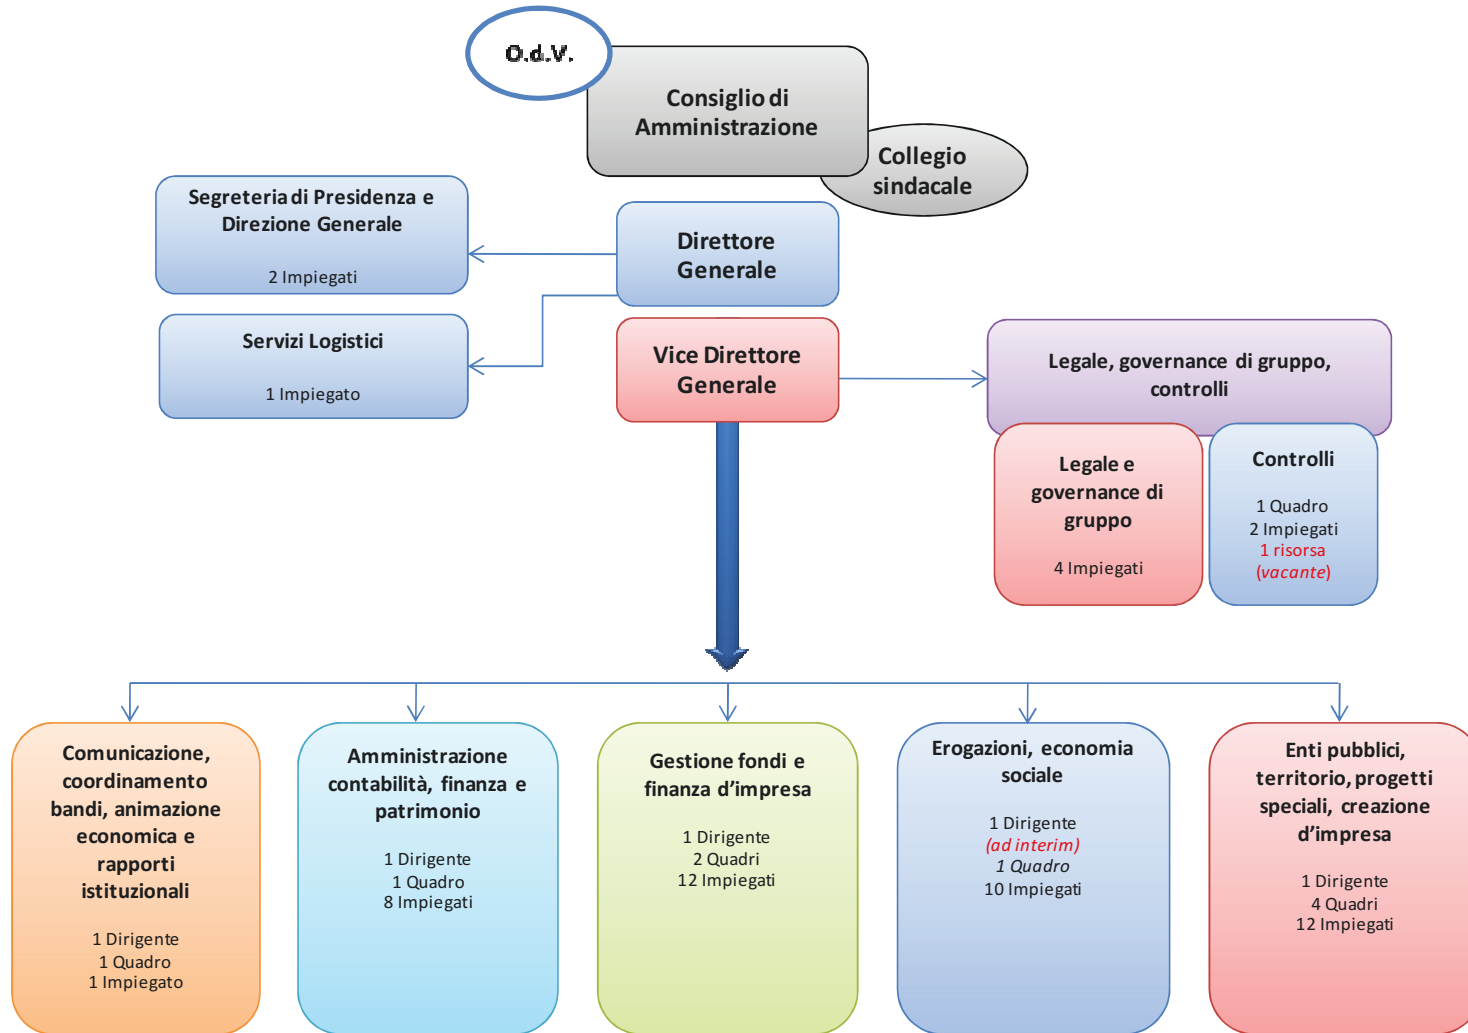 O.d.V.
Consiglio di
Amministrazione
Collegio
sindacale
Segreteria di Presidenza e
Direzione Generale
2 Impiegati
Direttore
Generale
Servizi Logistici
1 Impiegato
Vice Direttore
Generale
Legale, governance di gruppo,
controlli
Legale e
governance di
gruppo
4 Impiegati
Controlli
1 Quadro
2 Impiegati
1 risorsa
(vacante)
Comunicazione,
coordinamento
bandi, animazione
economica e
rapporti
istituzionali
1 Dirigente
1 Quadro
1 Impiegato
Amministrazione
contabilità, finanza e
patrimonio
1 Dirigente
1 Quadro
8 Impiegati
Gestione fondi e
finanza d'impresa
1 Dirigente
2 Quadri
12 Impiegati
Erogazioni, economia
sociale
1 Dirigente
(ad interim)
1 Quadro
10 Impiegati
Enti pubblici,
territorio, progetti
speciali, creazione
d'impresa
1 Dirigente
4 Quadri
12 Impiegati